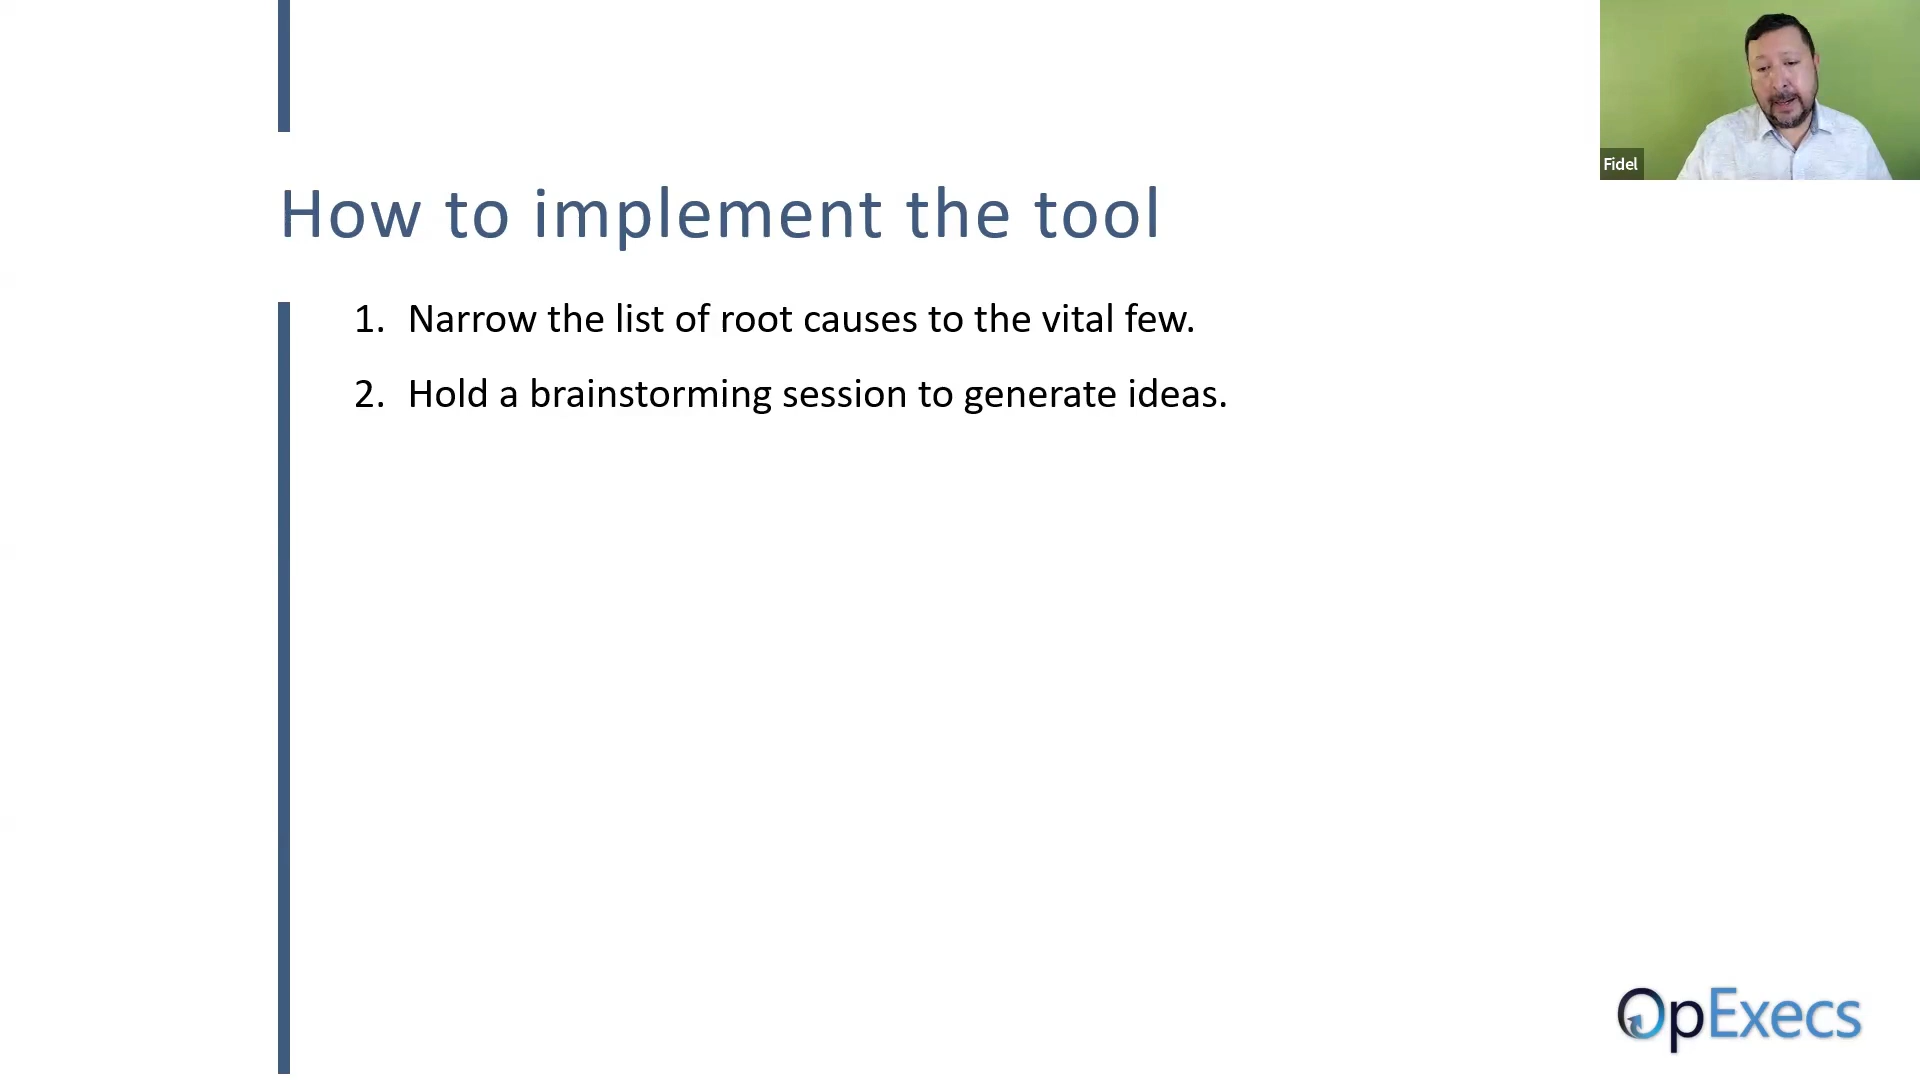 Fidel
How to implement the tool
1. Narrow the list of root causes to the vital few.
2. Hold a brainstorming session to generate ideas.
OpExecs